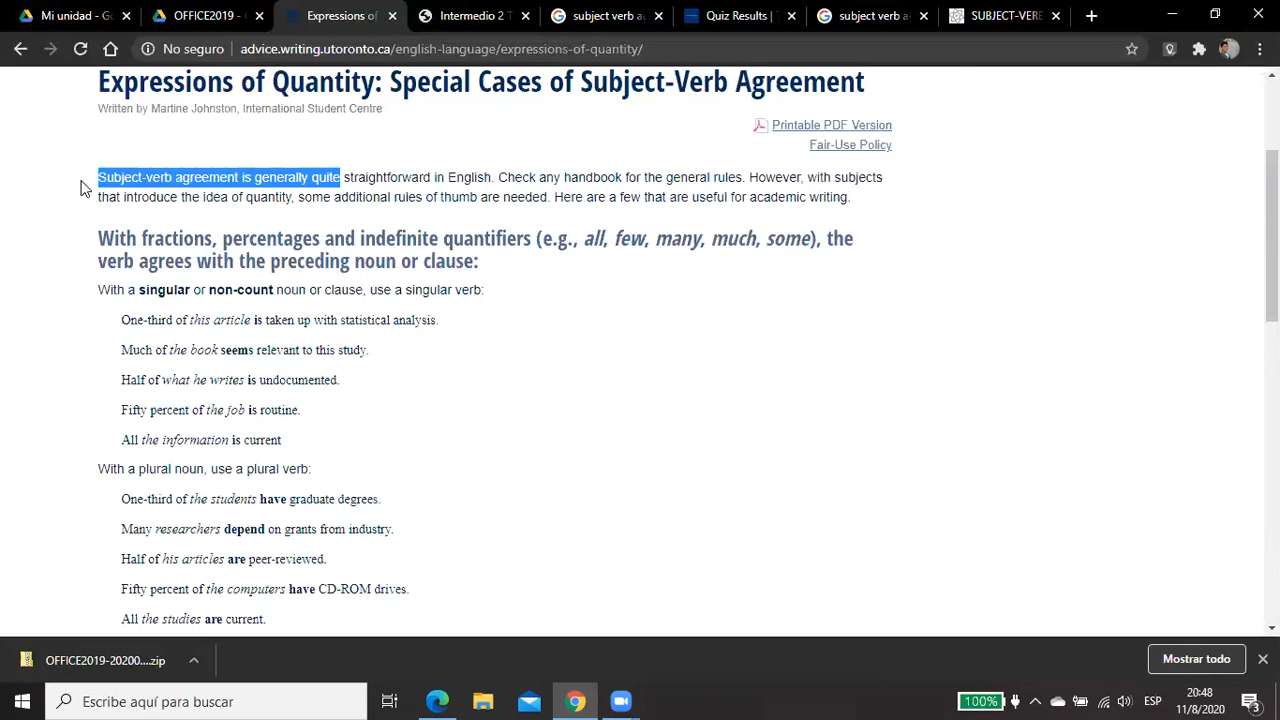 Mi unidad - Go
OFFICE2019 - G
Expressions of
Intermedio 2 T
subject verb ag
Quiz Results | T
subject verb ag
SUBJECT-VERB
No seguro advice.writing.utoronto.ca/english-language/expressions-of-quantity/
Expressions of Quantity: Special Cases of Subject-Verb Agreement
Written by Martine Johnston, International Student Centre
Printable PDF Version
Fair-Use Policy
Subject-verb agreement is generally quite straightforward in English. Check any handbook for the general rules. However, with subjects
that introduce the idea of quantity, some additional rules of thumb are needed. Here are a few that are useful for academic writing.
With fractions, percentages and indefinite quantifiers (e.g., all, few, many, much, some), the
verb agrees with the preceding noun or clause:
With a singular or non-count noun or clause, use a singular verb:
One-third of this article is taken up with statistical analysis.
Much of the book seems relevant to this study.
Half of what he writes is undocumented.
Fifty percent of the job is routine.
All the information is current
With a plural noun, use a plural verb:
One-third of the students have graduate degrees.
Many researchers depend on grants from industry.
Half of his articles are peer-reviewed.
Fifty percent of the computers have CD-ROM drives.
All the studies are current.
OFFICE2019-20200....zip
Mostrar todo
Escribe aquí para buscar
100%
ESP
20:48
11/8/2020
3